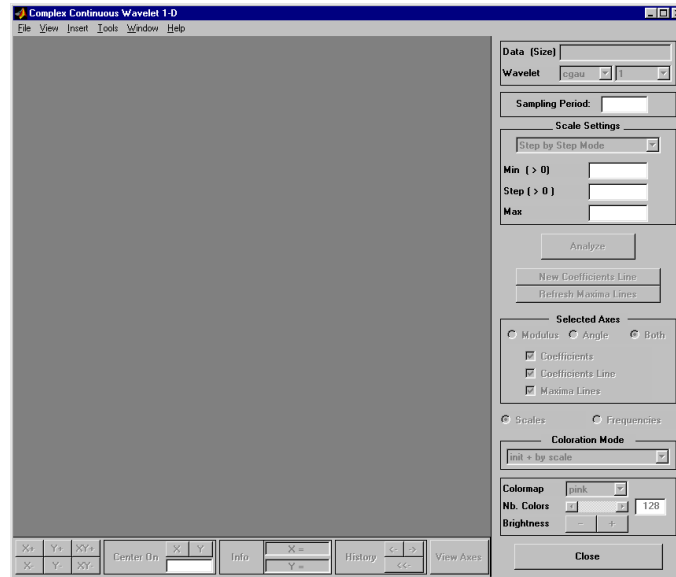 Complex Continuous Wavelet 1-D
File View Insert Tools Window Help
Data (Size)
Wavelet cgau 1
Sampling Period:
Scale Settings
Step by Step Mode
Min ( > 0)
Step ( > 0 )
Max
Analyze
New Coefficients Line
Refresh Maxima Lines
Selected Axes
Modulus Angle Both
Coefficients
Coefficients Line
Maxima Lines
Scales Frequencies
Coloration Mode
init + by scale
Colormap pink
Nb. Colors 128
Brightness - +
Close
X+ Y+ XY+
X- Y- XY-
Center On X Y
Info X =
Y =
History <- ->
<<-
View Axes